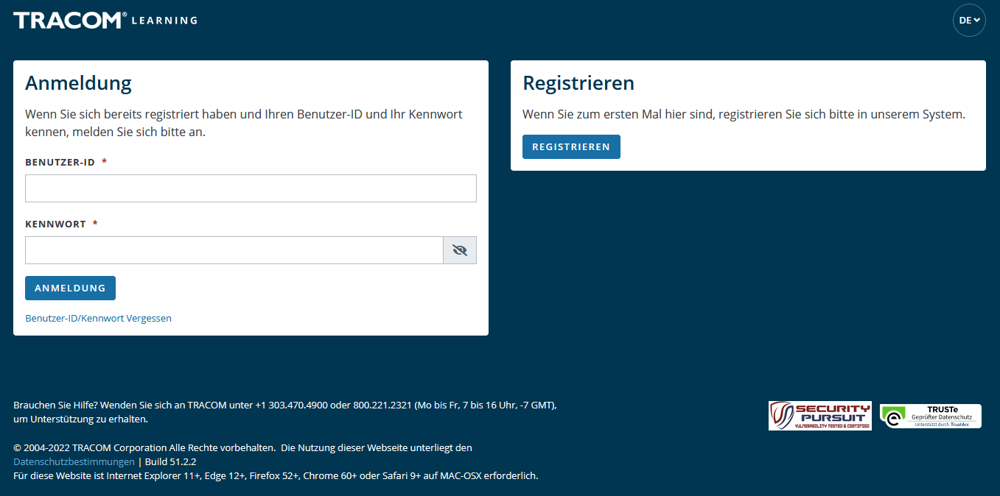 TRACOM® LEARNING
DE
Anmeldung
Wenn Sie sich bereits registriert haben und Ihren Benutzer-ID und Ihr Kennwort
kennen, melden Sie sich bitte an.
BENUTZER-ID *
KENNWORT *
ANMELDUNG
Benutzer-ID/Kennwort Vergessen
Registrieren
Wenn Sie zum ersten Mal hier sind, registrieren Sie sich bitte in unserem System.
REGISTRIEREN
Brauchen Sie Hilfe? Wenden Sie sich an TRACOM unter +1 303.470.4900 oder 800.221.2321 (Mo bis Fr, 7 bis 16 Uhr, -7 GMT),
um Unterstützung zu erhalten.
© 2004-2022 TRACOM Corporation Alle Rechte vorbehalten. Die Nutzung dieser Webseite unterliegt den
Datenschutzbestimmungen | Build 51.2.2
Für diese Website ist Internet Explorer 11+, Edge 12+, Firefox 52+, Chrome 60+ oder Safari 9+ auf MAC-OSX erforderlich.
SECURITY
PURSUIT
VULNERABILITY TESTED & CERTIFIED
TRUSTe
Geprüfter Datenschutz
Unterstützt durch TrustArc